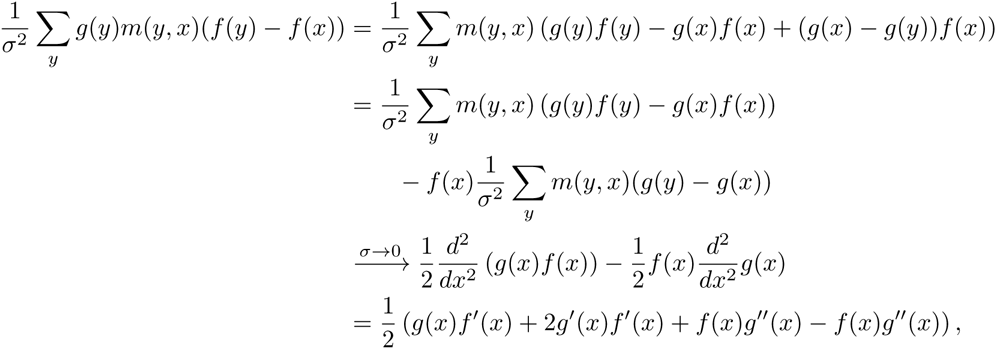 \frac{1}{\sigma^2} \sum_y g(y)m(y, x)(f(y) - f(x)) = \frac{1}{\sigma^2} \sum_y m(y, x) (g(y)f(y) - g(x)f(x) + (g(x) - g(y))f(x))
= \frac{1}{\sigma^2} \sum_y m(y, x) (g(y)f(y) - g(x)f(x))
- f(x) \frac{1}{\sigma^2} \sum_y m(y, x)(g(y) - g(x))
\xrightarrow{\sigma \to 0} \frac{1}{2} \frac{d^2}{dx^2} (g(x)f(x)) - \frac{1}{2} f(x) \frac{d^2}{dx^2} g(x)
= \frac{1}{2} (g(x)f'(x) + 2g'(x)f'(x) + f(x)g''(x) - f(x)g''(x)) ,